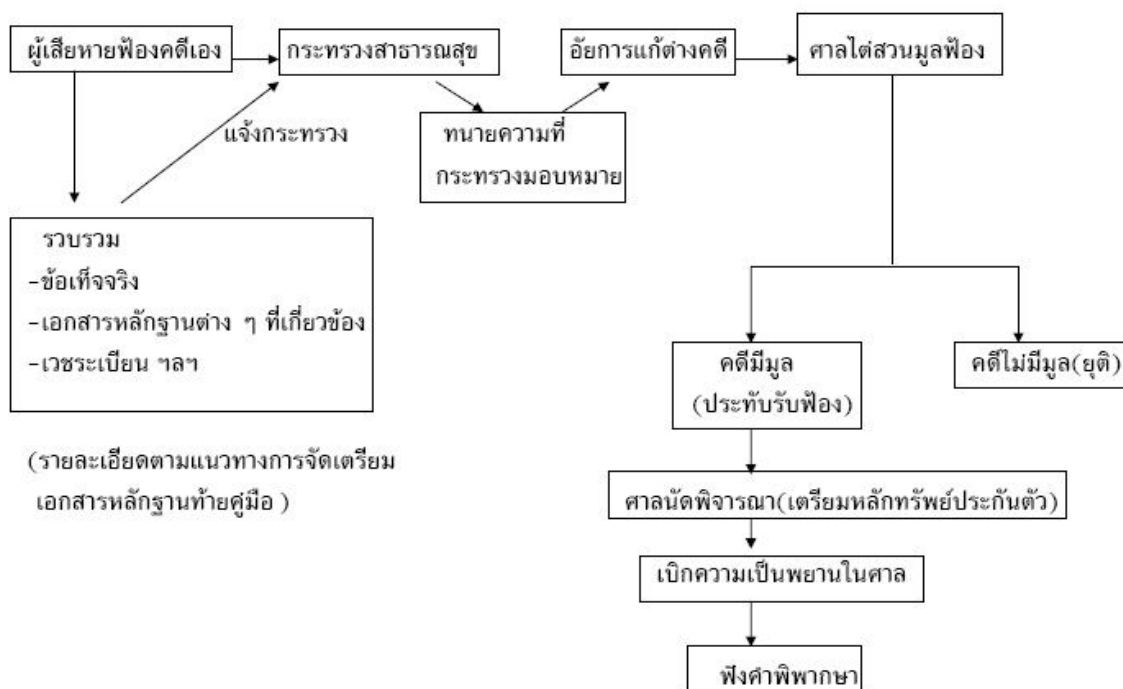 ผู้เสียหายฟ้องคดีเอง
กระทรวงสาธารณสุข
อัยการแก้ต่างคดี
ศาลไต่สวนมูลฟ้อง
แจ้งกระทรวง
ทนายความที่
กระทรวงมอบหมาย
รวบรวม
-ข้อเท็จจริง
-เอกสารหลักฐานต่าง ๆ ที่เกี่ยวข้อง
-เวชระเบียน ฯลฯ
(รายละเอียดตามแนวทางการจัดเตรียม
เอกสารหลักฐานท้ายคู่มือ )
คดีมีมูล
(ประทับรับฟ้อง)
คดีไม่มีมูล(ยุติ)
ศาลนัดพิจารณา(เตรียมหลักทรัพย์ประกันตัว)
เบิกความเป็นพยานในศาล
ฟังคำพิพากษา